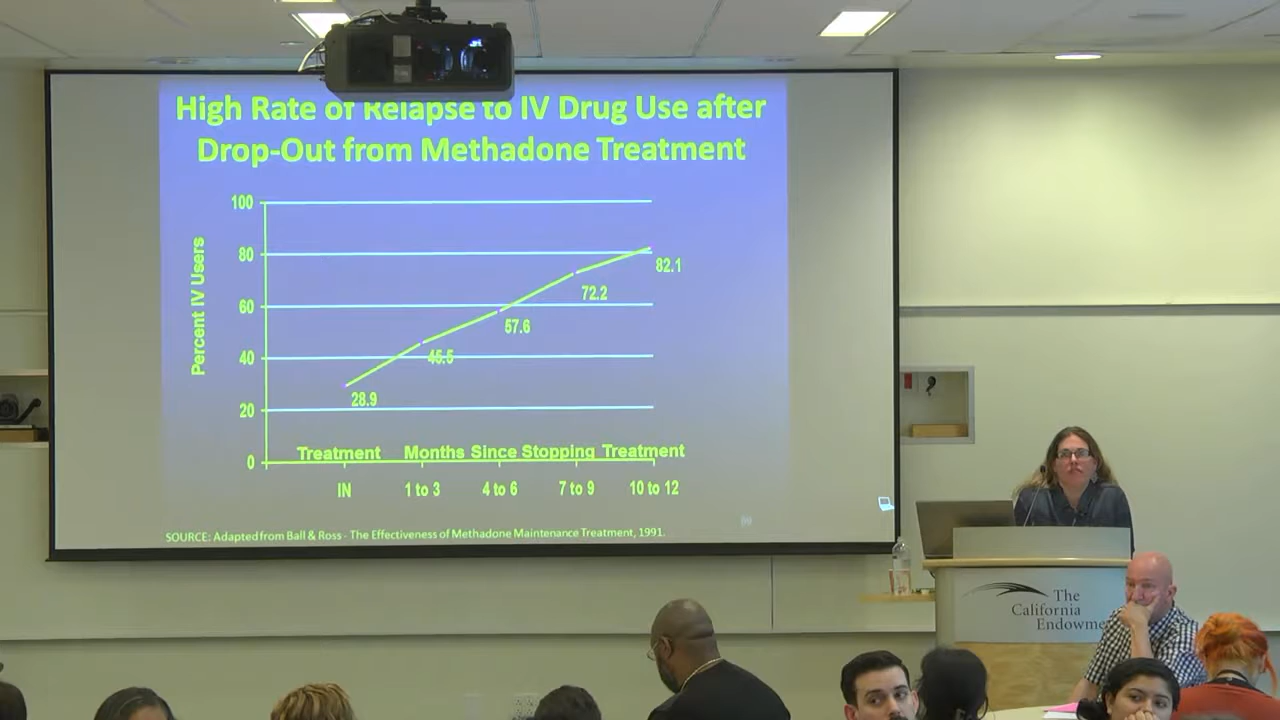 High Rate of Relapse to IV Drug Use after
Drop-Out from Methadone Treatment
Percent IV Users
100
80
60
40
20
0
28.9
45.5
57.6
72.2
82.1
Treatment
Months Since Stopping Treatment
IN
1 to 3
4 to 6
7 to 9
10 to 12
SOURCE: Adapted from Ball & Ross - The Effectiveness of Methadone Maintenance Treatment, 1991.
The
California
Endowme